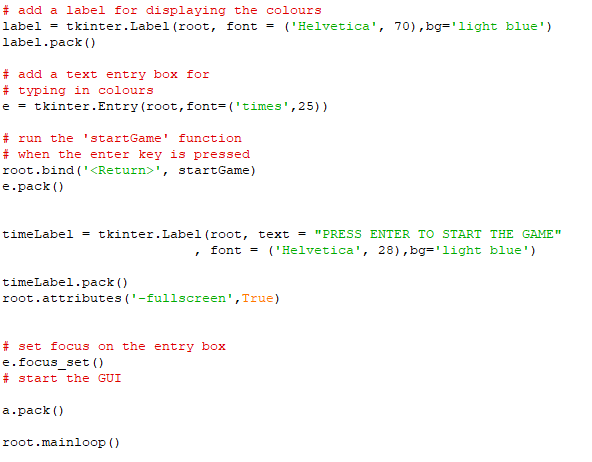 # add a label for displaying the colours
label = tkinter.Label(root, font = ('Helvetica', 70),bg='light blue')
label.pack()
# add a text entry box for
# typing in colours
e = tkinter.Entry(root,font=('times',25))
# run the 'startGame' function
# when the enter key is pressed
root.bind('<Return>', startGame)
e.pack()
timeLabel = tkinter.Label(root, text = "PRESS ENTER TO START THE GAME"
, font = ('Helvetica', 28),bg='light blue')
timeLabel.pack()
root.attributes('-fullscreen',True)
# set focus on the entry box
e.focus_set()
# start the GUI
a.pack()
root.mainloop()